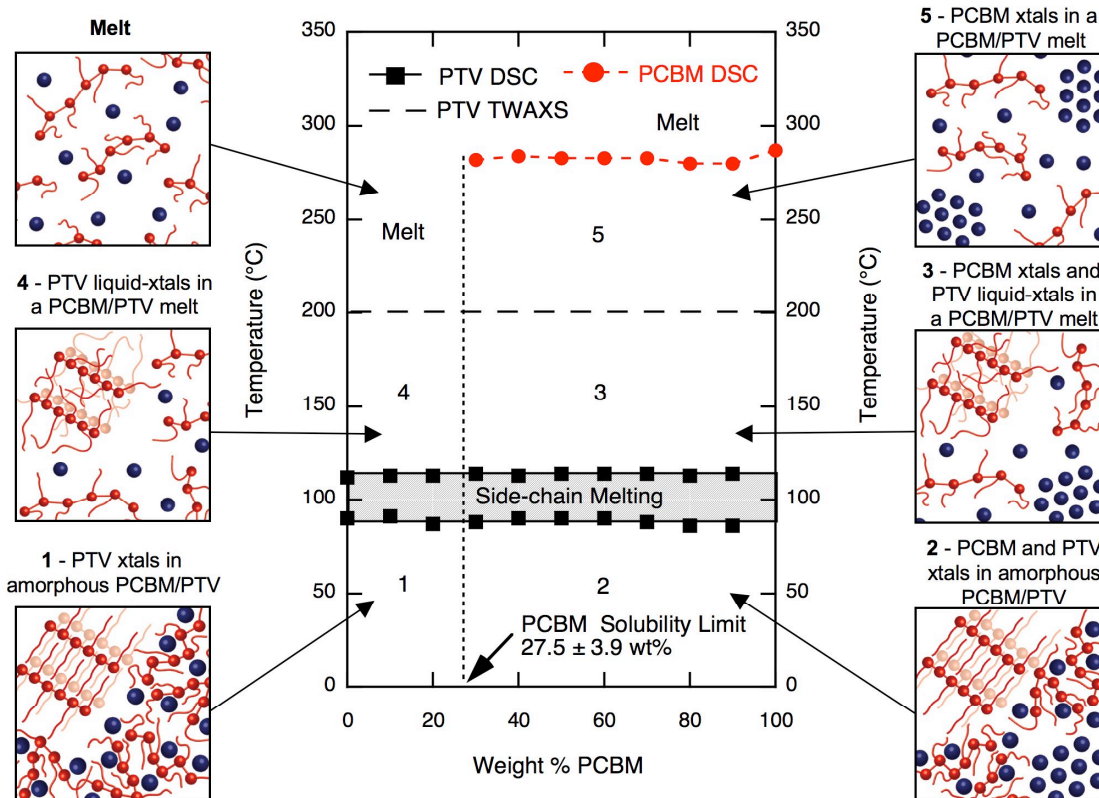 Melt
4 - PTV liquid-xtals in
a PCBM/PTV melt
1 - PTV xtals in
amorphous PCBM/PTV
350
300
250
200
150
100
50
0
Temperature (°C)
PTV DSC
PCBM DSC
PTV TWAXS
Melt
Melt
5
4
3
Side-chain Melting
1
2
PCBM Solubility Limit
27.5 ± 3.9 wt%
0
20
40
60
80
100
Weight % PCBM
350
300
250
200
150
100
50
0
Temperature (°C)
5 - PCBM xtals in a
PCBM/PTV melt
3 - PCBM xtals and
PTV liquid-xtals in
a PCBM/PTV melt
2 - PCBM and PTV
xtals in amorphous
PCBM/PTV